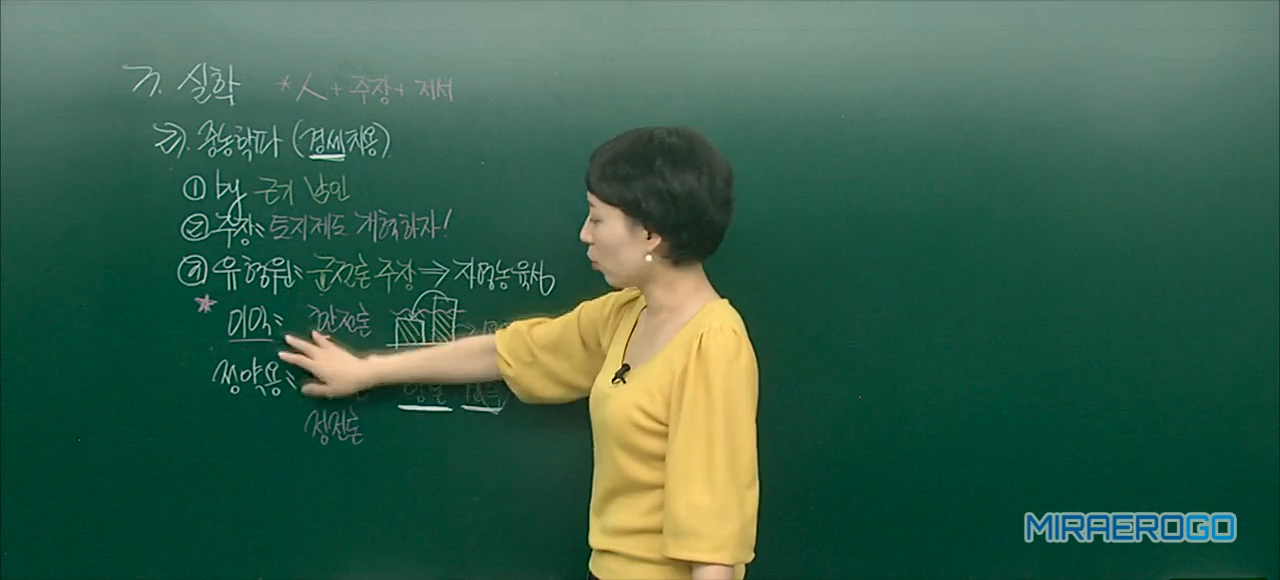 3. 실학 * 人 + 주장 + 저서
2). 중농학파 (경세치용)
① by 근기 남인
② 주장: 토지제도 개혁하자!
③ 유형원: 균전론 주장 ⇒ 자영농 육성
* 이익: 한전론
정약용:
정전론
MIRAEROGO